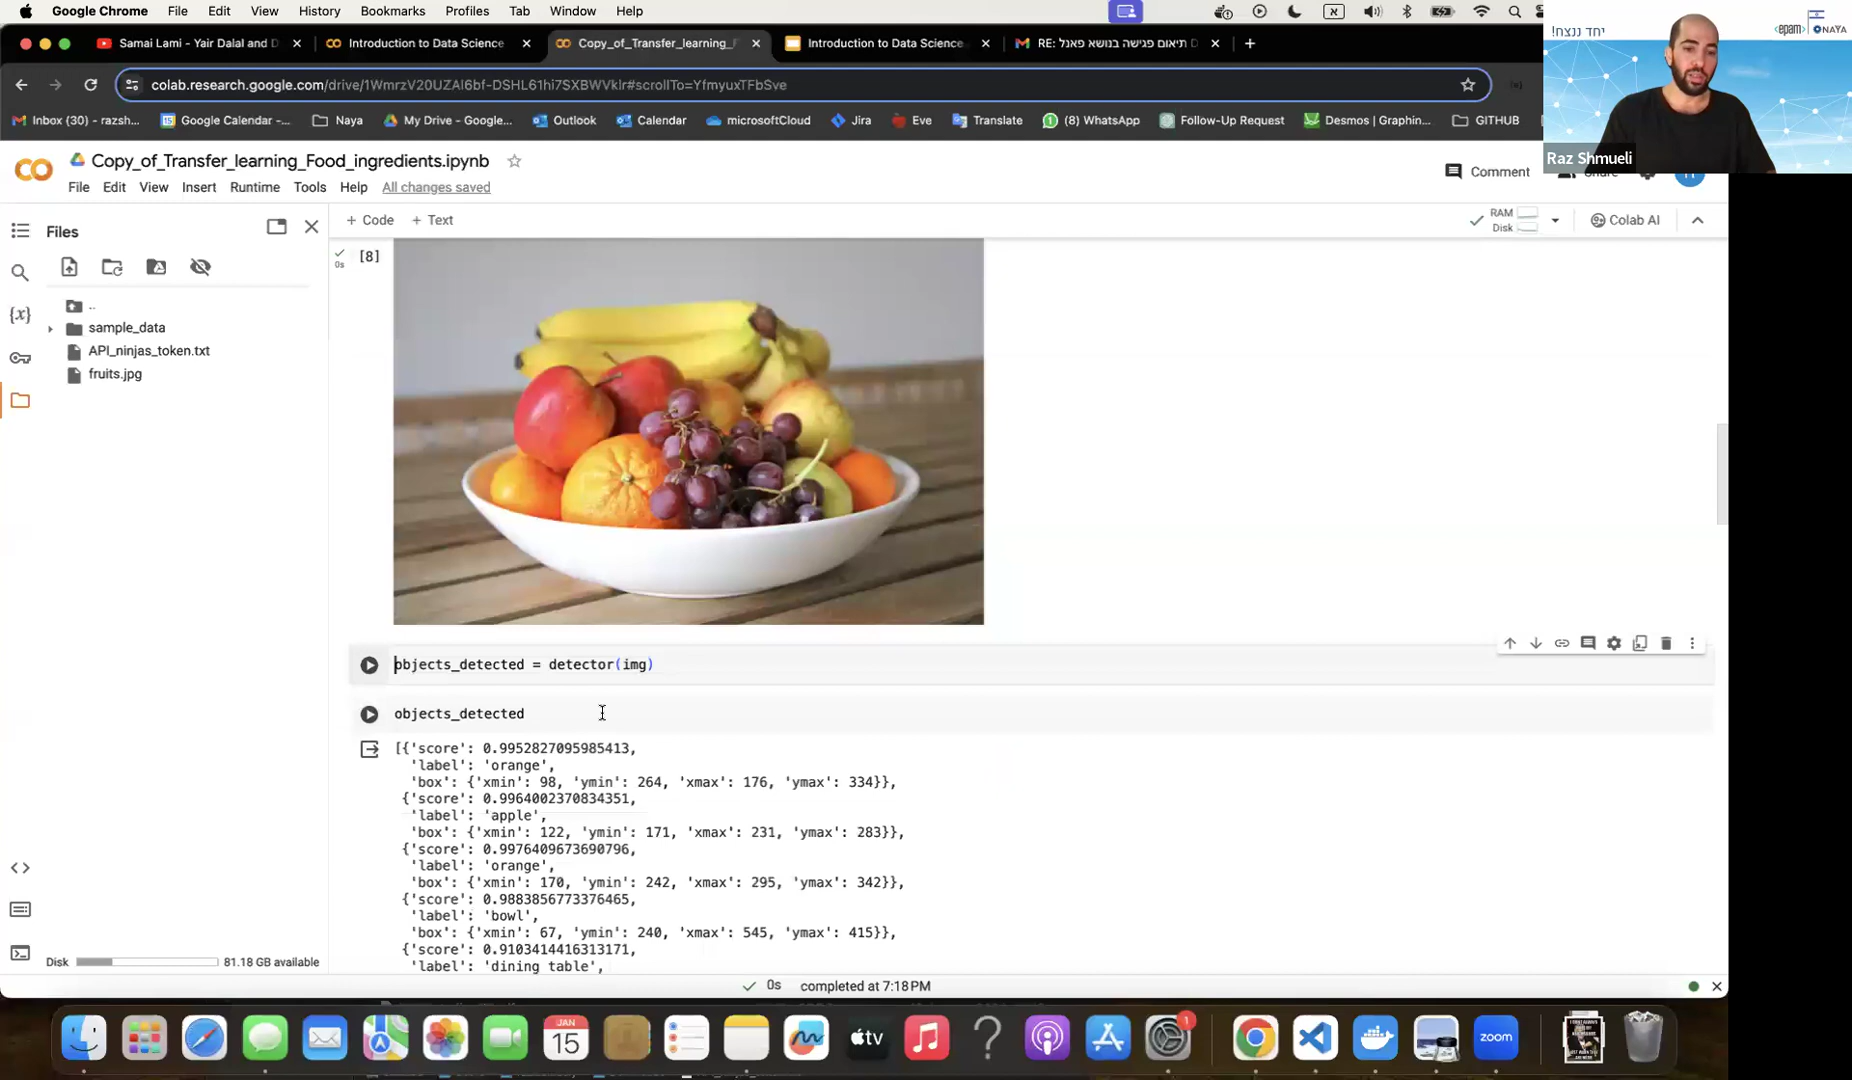 Google Chrome File Edit View History Bookmarks Profiles Tab Window Help
Samai Lami - Yair Dalal and D
Introduction to Data Science
Copy_of_Transfer_learning_F
Introduction to Data Science
RE: תיאום פגישה בנושא פאנל D
colab.research.google.com/drive/1WmrzV20UZAl6bf-DSHL61hi7SXBWVklr#scrollTo=YfmyuxTFbSve
Inbox (30) - razsh...
Google Calendar -...
Naya
My Drive - Google...
Outlook
Calendar
microsoftCloud
Jira
Eve
Translate
(8) WhatsApp
Follow-Up Request
Desmos | Graphin...
GITHUB
יחד ננצח!
<epam>
NAYA
Raz Shmueli
Copy_of_Transfer_learning_Food_ingredients.ipynb
File Edit View Insert Runtime Tools Help All changes saved
Comment
Share
Files
+ Code + Text
RAM
Disk
Colab AI
..
sample_data
API_ninjas_token.txt
fruits.jpg
{x}
0s
[8]
objects_detected = detector(img)
objects_detected
[{'score': 0.9952827095985413,
'label': 'orange',
'box': {'xmin': 98, 'ymin': 264, 'xmax': 176, 'ymax': 334}},
{'score': 0.9964002370834351,
'label': 'apple',
'box': {'xmin': 122, 'ymin': 171, 'xmax': 231, 'ymax': 283}},
{'score': 0.9976409673690796,
'label': 'orange',
'box': {'xmin': 170, 'ymin': 242, 'xmax': 295, 'ymax': 342}},
{'score': 0.9883856773376465,
'label': 'bowl',
'box': {'xmin': 67, 'ymin': 240, 'xmax': 545, 'ymax': 415}},
{'score': 0.9103414416313171,
'label': 'dining table',
Disk 81.18 GB available
0s completed at 7:18 PM
JAN
15
tv
1
zoom